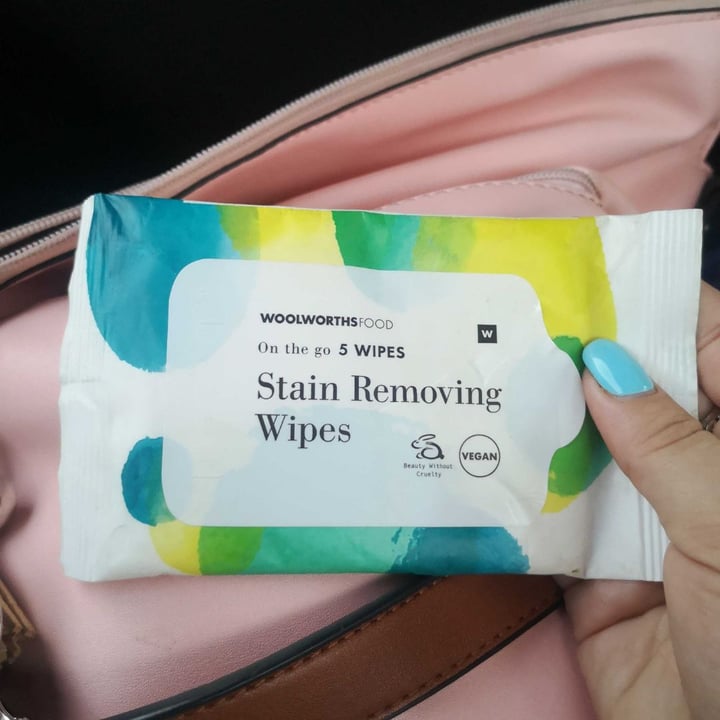 WOOLWORTHSFOOD
W
On the go 5 WIPES
Stain Removing
Wipes
Beauty Without
Cruelty
VEGAN